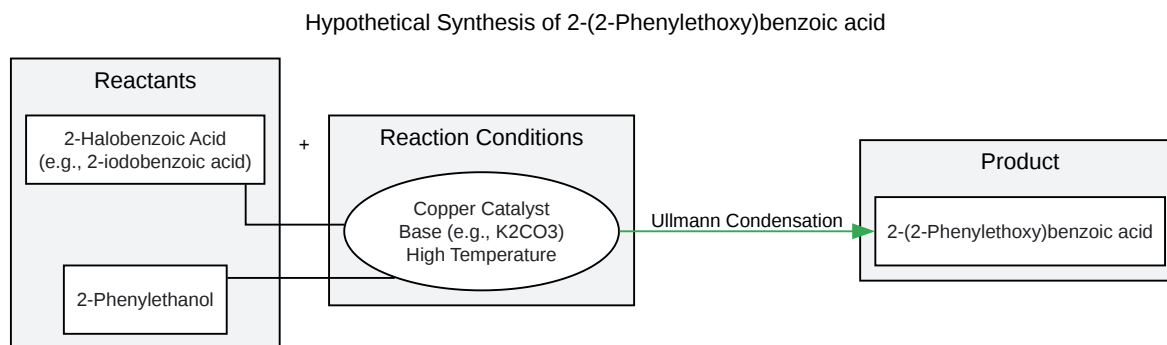 Hypothetical Synthesis of 2-(2-Phenylethoxy)benzoic acid
Reactants
2-Halobenzoic Acid
(e.g., 2-iodobenzoic acid)
2-Phenylethanol
+
Reaction Conditions
Copper Catalyst
Base (e.g., K2CO3)
High Temperature
Ullmann Condensation
Product
2-(2-Phenylethoxy)benzoic acid